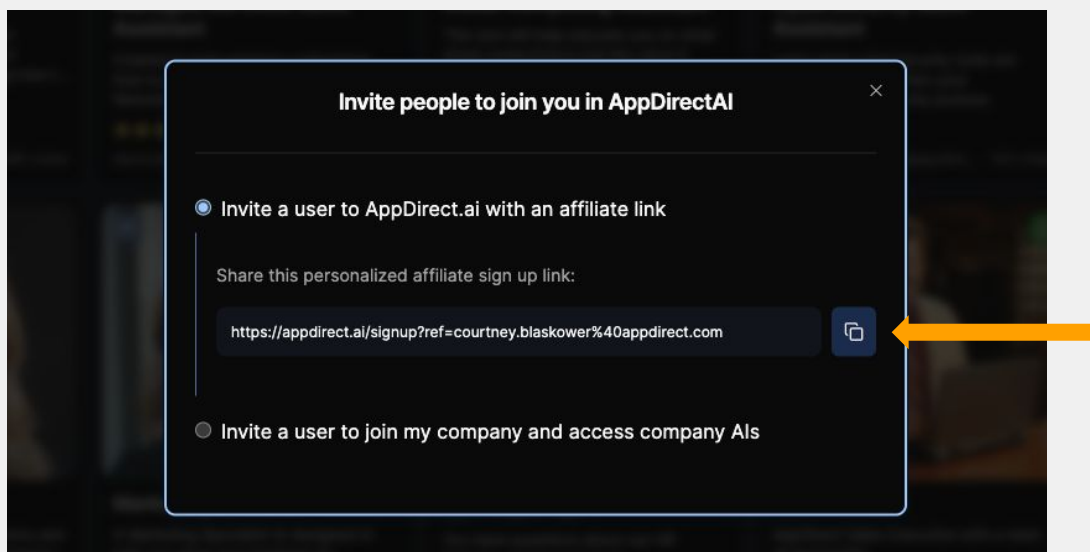 Invite people to join you in AppDirectAI
Invite a user to AppDirect.ai with an affiliate link
Share this personalized affiliate sign up link:
https://appdirect.ai/signup?ref=courtney.blaskower%40appdirect.com
Invite a user to join my company and access company AIs